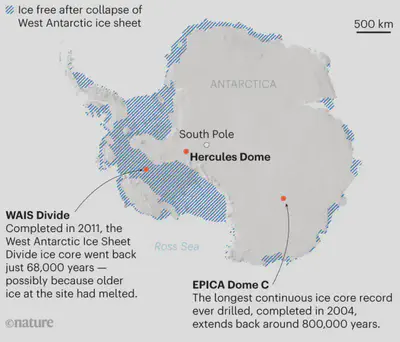 Ice free after collapse of
West Antarctic ice sheet
500 km
ANTARCTICA
South Pole
Hercules Dome
WAIS Divide
Completed in 2011, the
West Antarctic Ice Sheet
Divide ice core went back
just 68,000 years —
possibly because older
ice at the site had melted.
Ross Sea
EPICA Dome C
The longest continuous ice core record
ever drilled, completed in 2004,
extends back around 800,000 years.
©nature